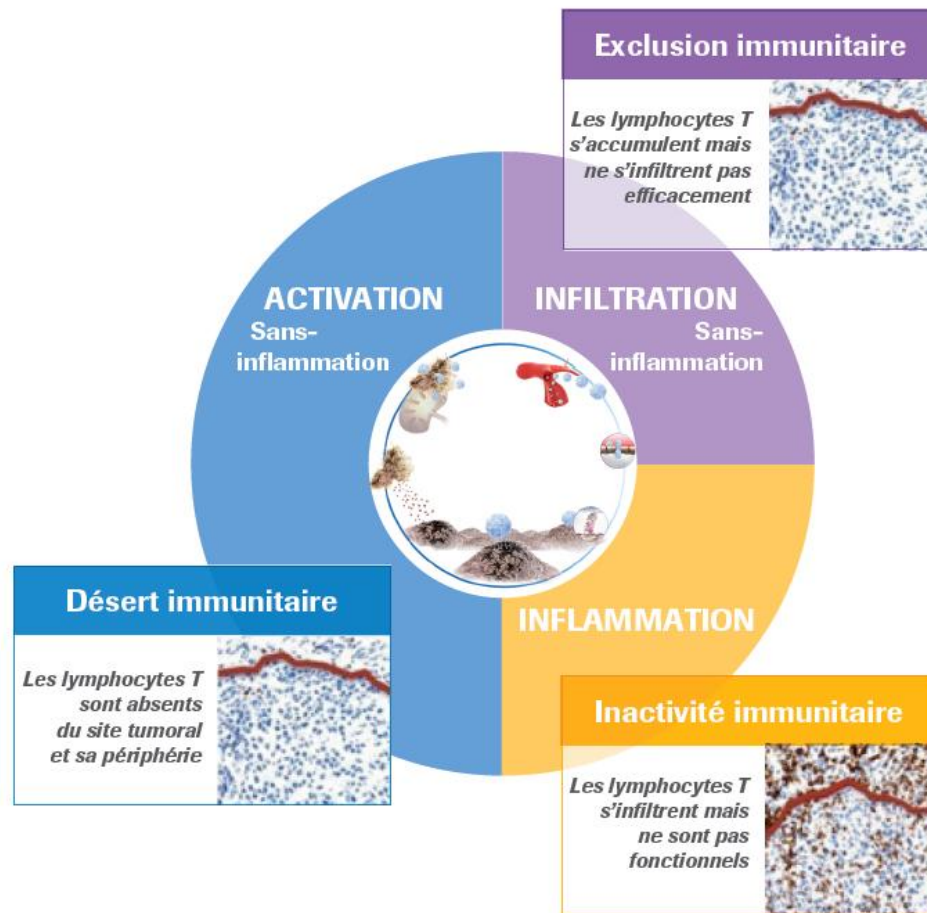 Exclusion immunitaire
Les lymphocytes T
s'accumulent mais
ne s'infiltrent pas
efficacement
ACTIVATION
Sans-
inflammation
INFILTRATION
Sans-
inflammation
Désert immunitaire
Les lymphocytes T
sont absents
du site tumoral
et sa périphérie
INFLAMMATION
Inactivité immunitaire
Les lymphocytes T
s'infiltrent mais
ne sont pas
fonctionnels